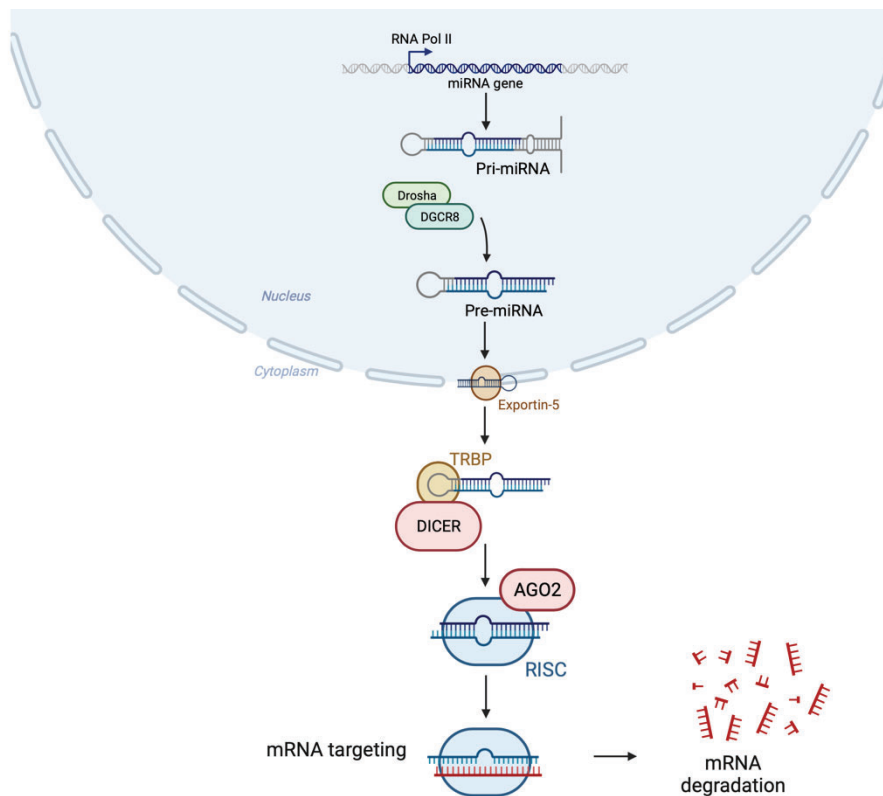 RNA Pol II
miRNA gene
Pri-miRNA
Drosha
DGCR8
Nucleus
Pre-miRNA
Cytoplasm
Exportin-5
TRBP
DICER
AGO2
RISC
mRNA targeting
mRNA
degradation